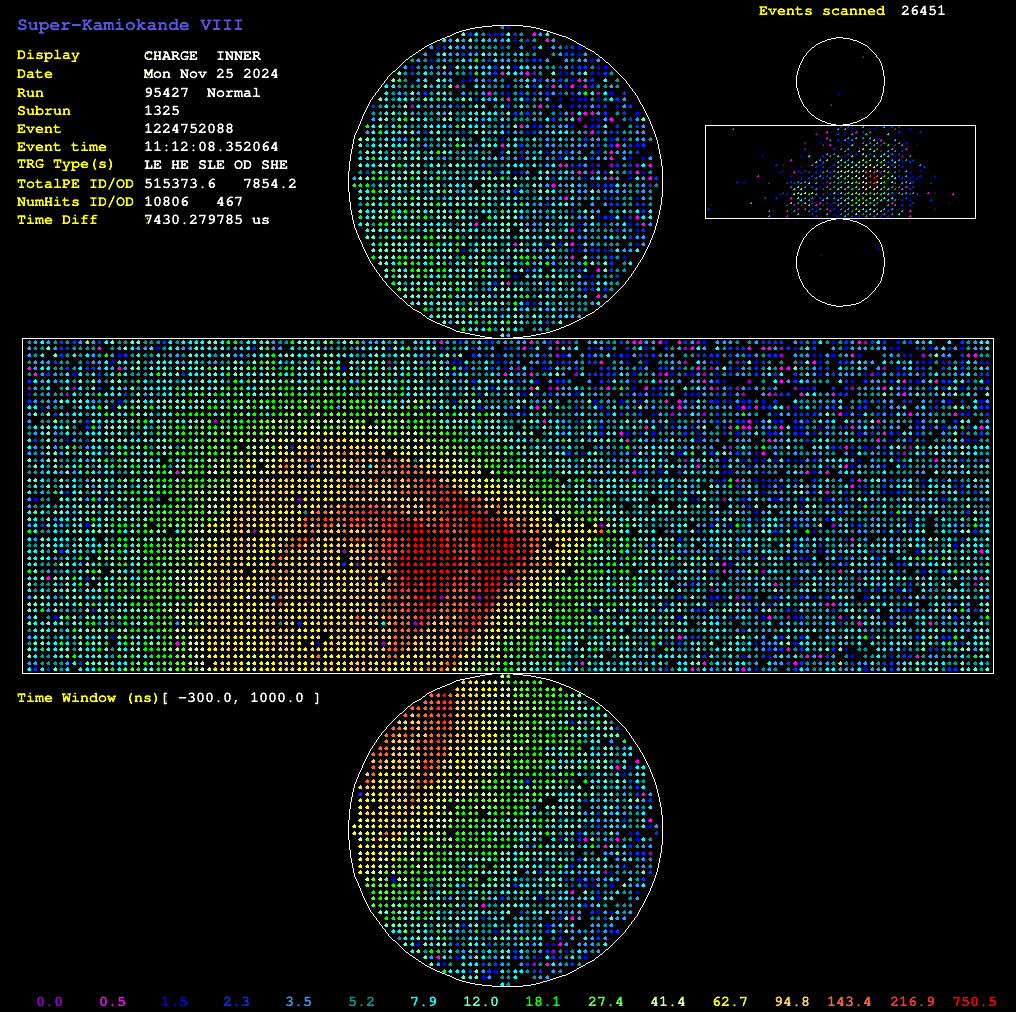 Super-Kamiokande VIII
Events scanned 26451
Display CHARGE INNER
Date Mon Nov 25 2024
Run 95427 Normal
Subrun 1325
Event 1224752088
Event time 11:12:08.352064
TRG Type(s) LE HE SLE OD SHE
TotalPE ID/OD 515373.6 7854.2
NumHits ID/OD 10806 467
Time Diff 7430.279785 us
Time Window (ns)[ -300.0, 1000.0 ]
0.0 0.5 1.5 2.3 3.5 5.2 7.9 12.0 18.1 27.4 41.4 62.7 94.8 143.4 216.9 750.5